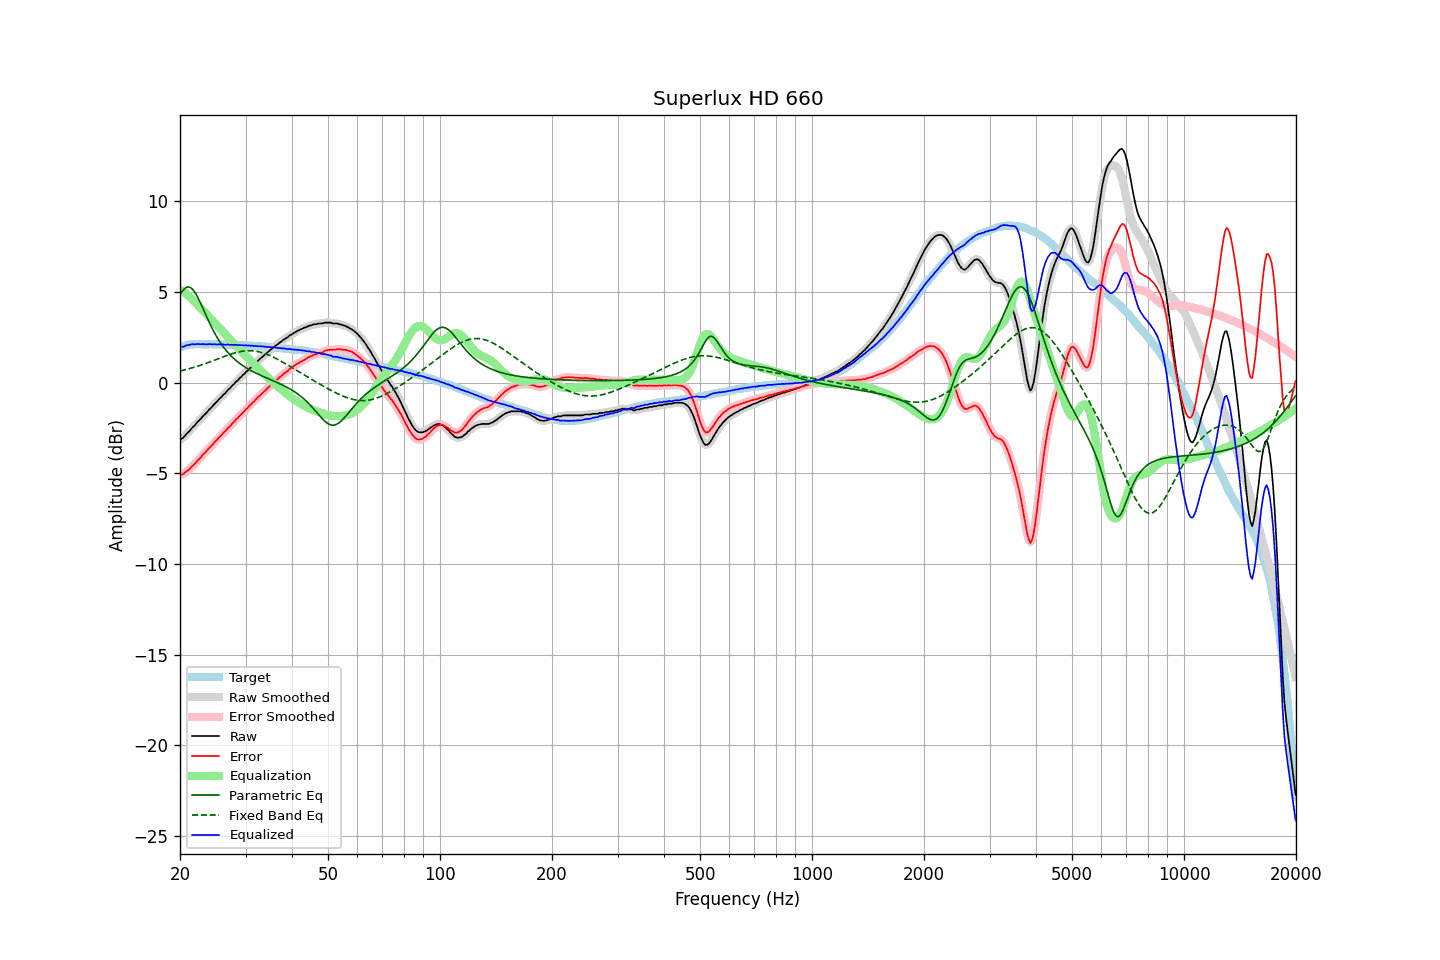 Superlux HD 660
Amplitude (dBr)
10
5
0
−5
−10
−15
−20
−25
Target
Raw Smoothed
Error Smoothed
Raw
Error
Equalization
Parametric Eq
Fixed Band Eq
Equalized
20 50 100 200 500 1000 2000 5000 10000 20000
Frequency (Hz)